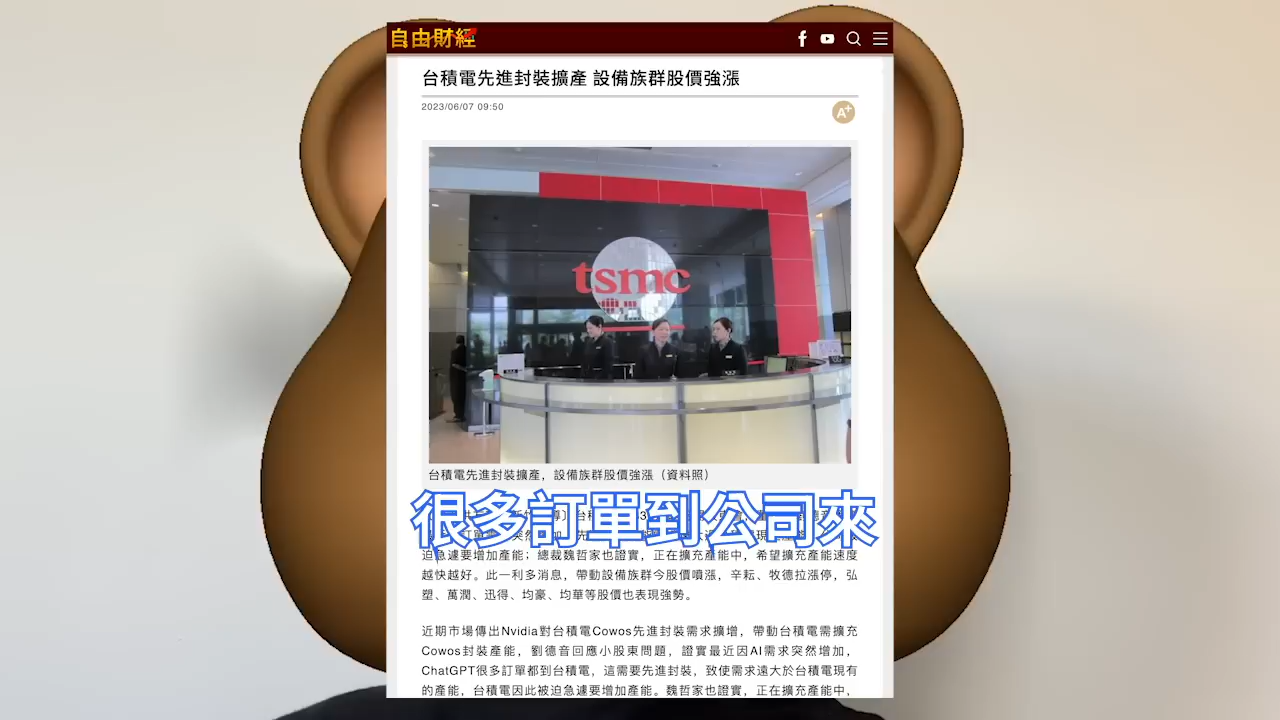 自由財經
台積電先進封裝擴產 設備族群股價強漲
2023/06/07 09:50
A+
tsmc
台積電先進封裝擴產，設備族群股價強漲（資料照）
很多訂單到公司來
迫急遽要增加產能；總裁魏哲家也證實，正在擴充產能中，希望擴充產能速度
越快越好。此一利多消息，帶動設備族群今股價噴漲，辛耘、牧德拉漲停，弘
塑、萬潤、迅得、均豪、均華等股價也表現強勢。
近期市場傳出Nvidia對台積電Cowos先進封裝需求擴增，帶動台積電需擴充
Cowos封裝產能，劉德音回應小股東問題，證實最近因AI需求突然增加，
ChatGPT很多訂單都到台積電，這需要先進封裝，致使需求遠大於台積電現有
的產能，台積電因此被迫急遽要增加產能。魏哲家也證實，正在擴充產能中，